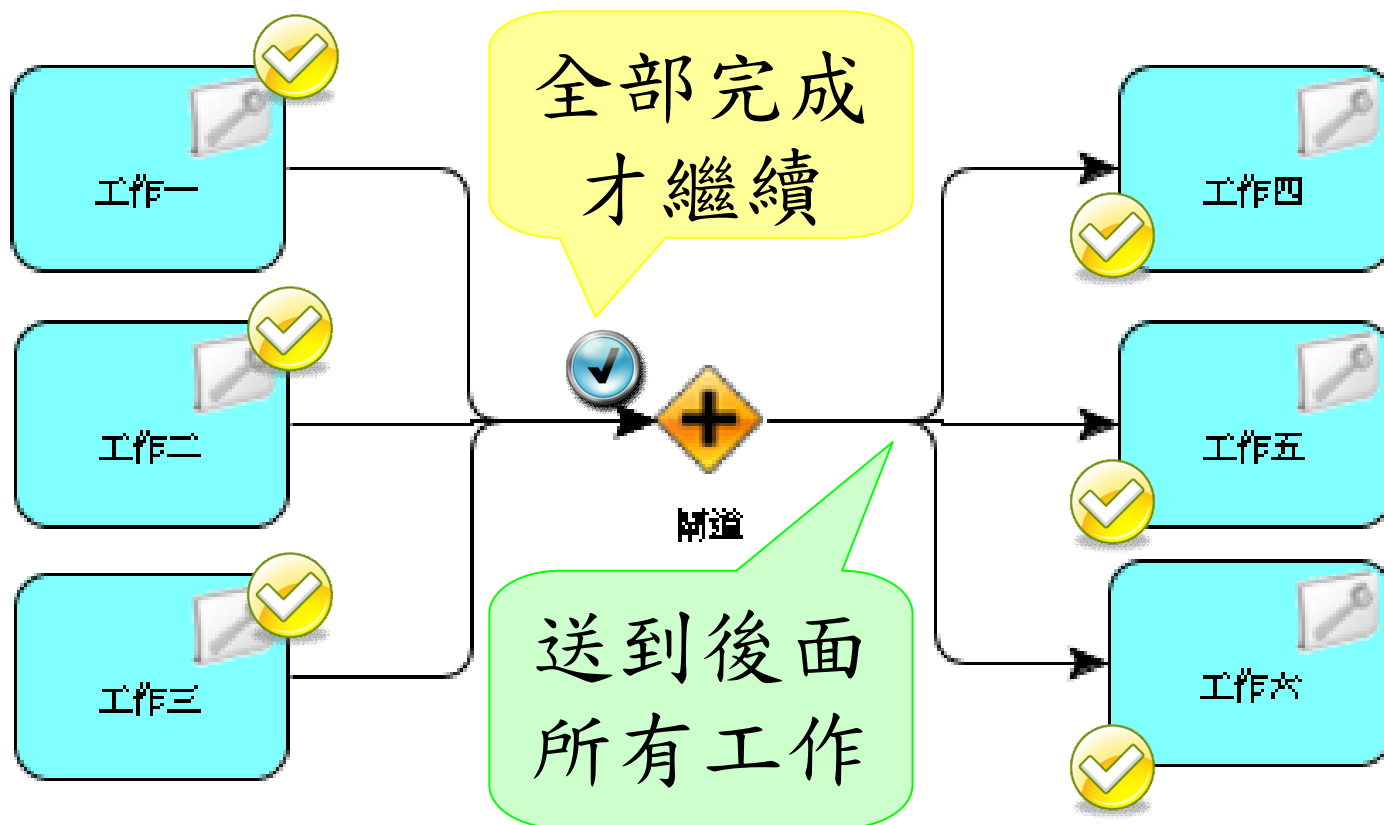 工作一
工作二
工作三
全部完成
才繼續
閘道
送到後面
所有工作
工作四
工作五
工作六